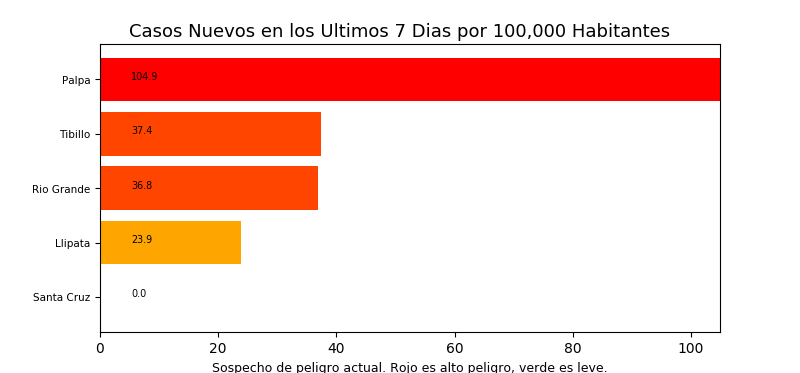 Casos Nuevos en los Ultimos 7 Dias por 100,000 Habitantes
Palpa 104.9
Tibillo 37.4
Rio Grande 36.8
Llipata 23.9
Santa Cruz 0.0
0 20 40 60 80 100
Sospecho de peligro actual. Rojo es alto peligro, verde es leve.